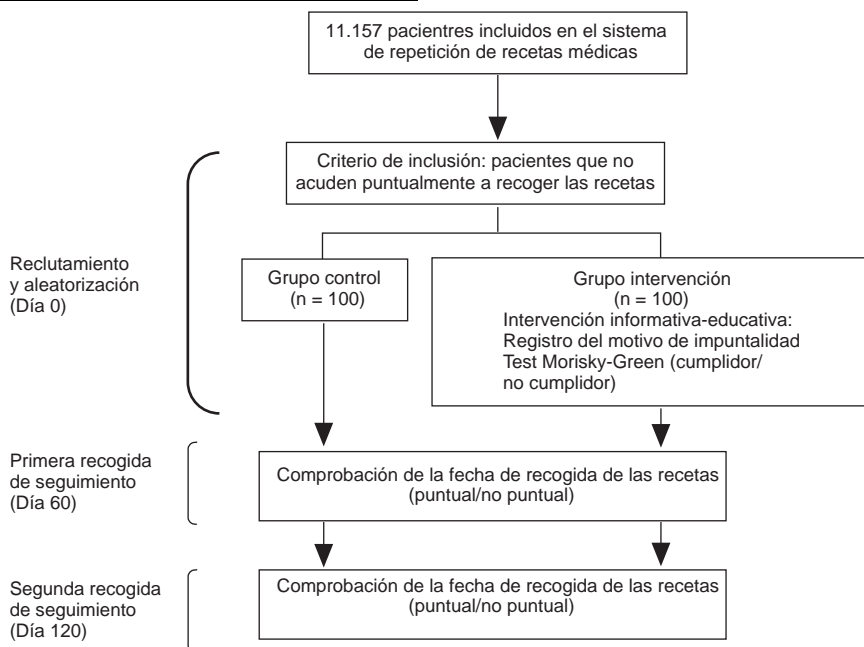 11.157 pacientres incluidos en el sistema
de repetición de recetas médicas
Criterio de inclusión: pacientes que no
acuden puntualmente a recoger las recetas
Reclutamiento
y aleatorización
(Día 0)
Grupo control
(n = 100)
Grupo intervención
(n = 100)
Intervención informativa-educativa:
Registro del motivo de impuntalidad
Test Morisky-Green (cumplidor/
no cumplidor)
Primera recogida
de seguimiento
(Día 60)
Comprobación de la fecha de recogida de las recetas
(puntual/no puntual)
Segunda recogida
de seguimiento
(Día 120)
Comprobación de la fecha de recogida de las recetas
(puntual/no puntual)